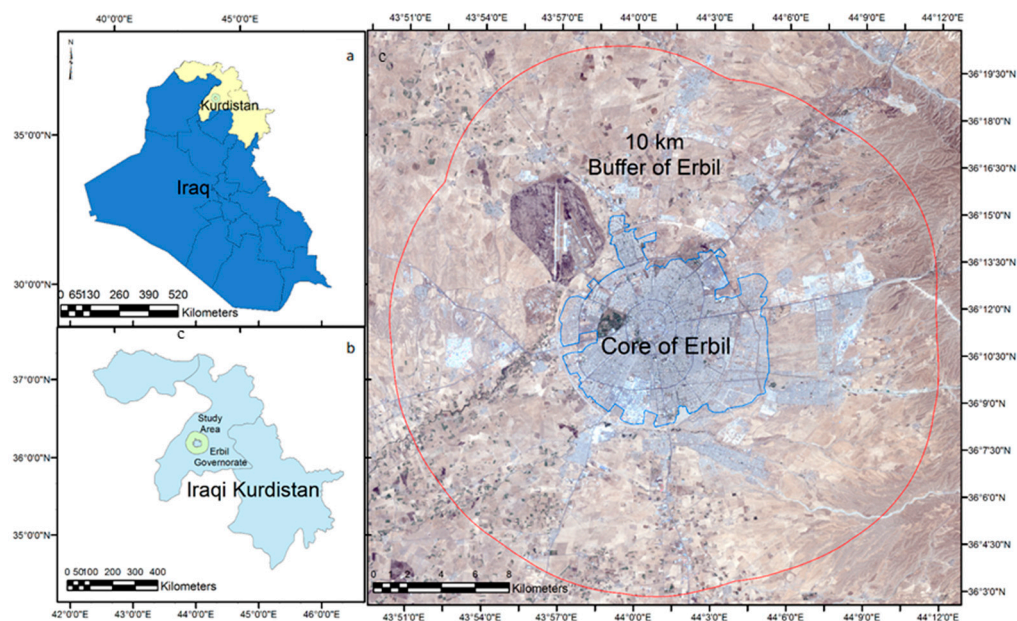 40°0'0"E 45°0'0"E
N
a
Kurdistan
35°0'0"N
Iraq
30°0'0"N
0 65130 260 390 520
Kilometers
c
b
37°0'0"N
Study
Area
36°0'0"N
Erbil
Governorate
Iraqi Kurdistan
35°0'0"N
0 50100 200 300 400
Kilometers
42°0'0"E 43°0'0"E 44°0'0"E 45°0'0"E 46°0'0"E
43°51'E 43°54'0"E 43°57'0"E 44°0'0"E 44°3'0"E 44°6'0"E 44°9'0"E 44°12'0"E
c
36°19'30"N
36°18'0"N
10 km
Buffer of Erbil
36°16'30"N
36°15'0"N
36°13'30"N
36°12'0"N
Core of Erbil
36°10'30"N
36°9'0"N
36°7'30"N
36°6'0"N
36°4'30"N
36°3'0"N
0 2 4 6 8
Kilometers
43°51'0"E 43°54'0"E 43°57'0"E 44°0'0"E 44°3'0"E 44°6'0"E 44°9'0"E 44°12'0"E